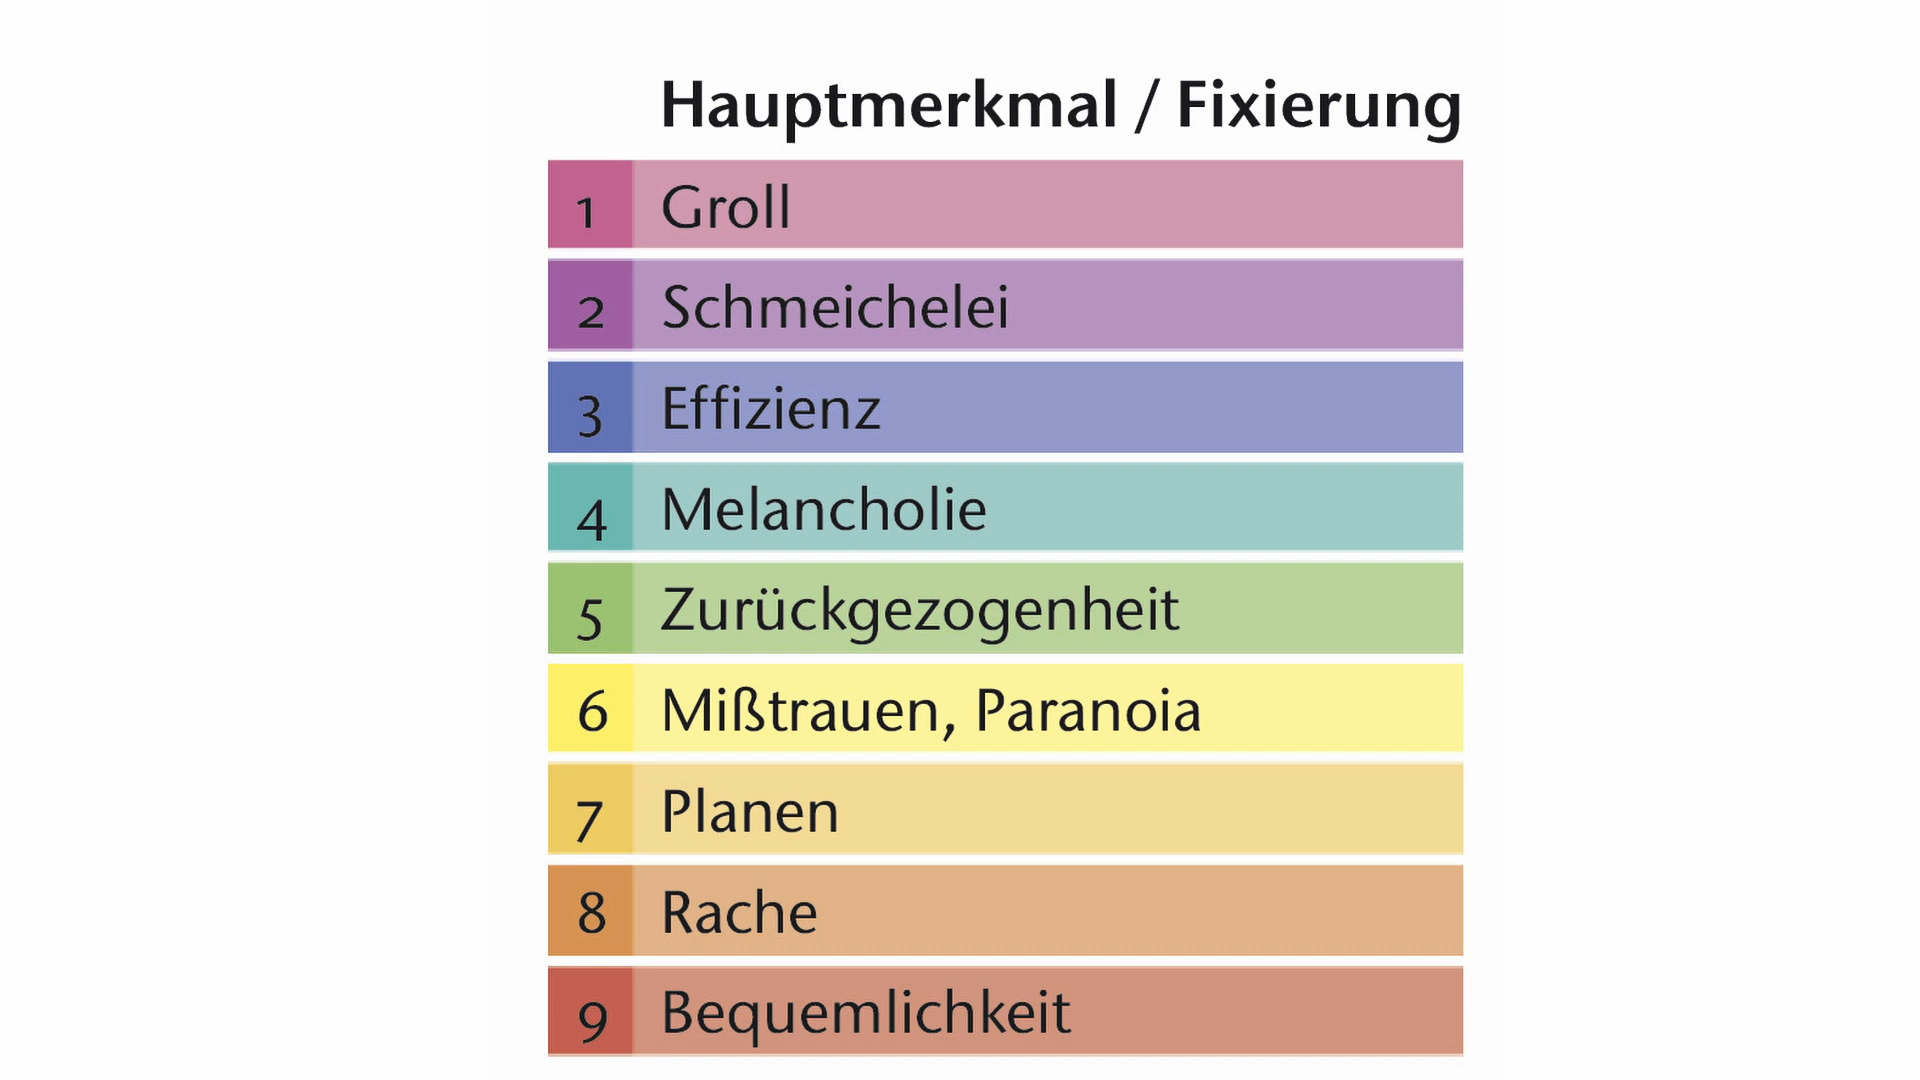 Hauptmerkmal / Fixierung
1 Groll
2 Schmeichelei
3 Effizienz
4 Melancholie
5 Zurückgezogenheit
6 Mißtrauen, Paranoia
7 Planen
8 Rache
9 Bequemlichkeit